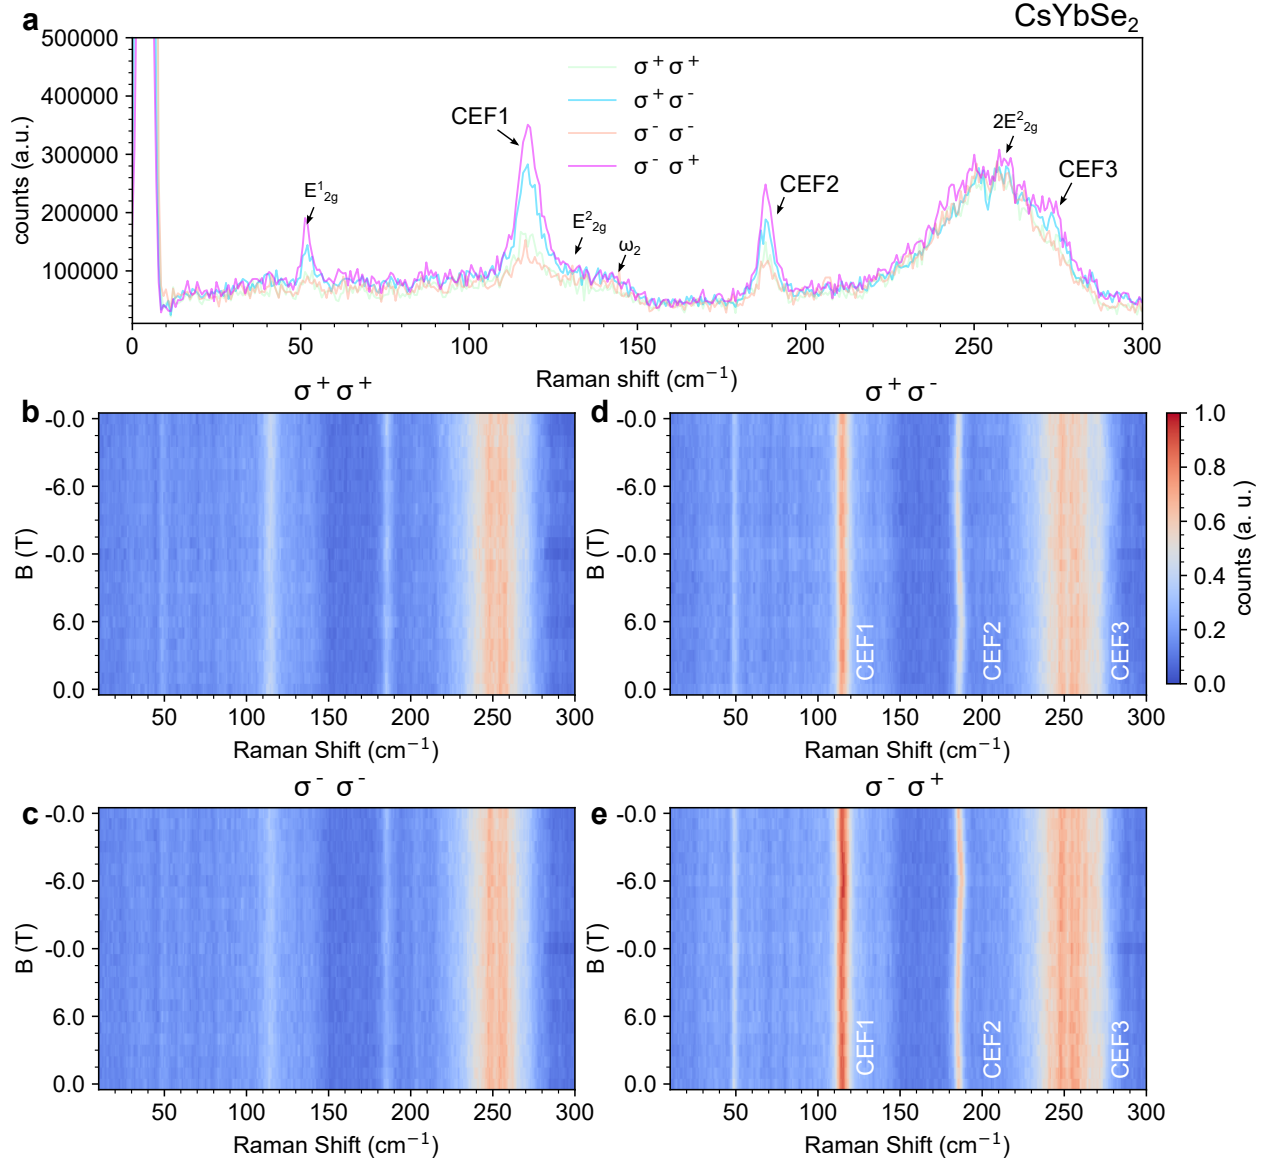 a
CsYbSe₂
500000
400000
300000
200000
100000
counts (a.u.)
σ⁺ σ⁺
σ⁺ σ⁻
σ⁻ σ⁻
σ⁻ σ⁺
E¹₂g
CEF1
E²₂g
ω₂
CEF2
2E²₂g
CEF3
0 50 100 150 200 250 300
Raman shift (cm⁻¹)
b
σ⁺ σ⁺
-0.0
-6.0
-0.0
6.0
0.0
B (T)
50 100 150 200 250 300
Raman Shift (cm⁻¹)
d
σ⁺ σ⁻
-0.0
-6.0
-0.0
6.0
0.0
B (T)
CEF1
CEF2
CEF3
50 100 150 200 250 300
Raman Shift (cm⁻¹)
1.0
0.8
0.6
0.4
0.2
0.0
counts (a. u.)
c
σ⁻ σ⁻
-0.0
-6.0
-0.0
6.0
0.0
B (T)
50 100 150 200 250 300
Raman Shift (cm⁻¹)
e
σ⁻ σ⁺
-0.0
-6.0
-0.0
6.0
0.0
B (T)
CEF1
CEF2
CEF3
50 100 150 200 250 300
Raman Shift (cm⁻¹)